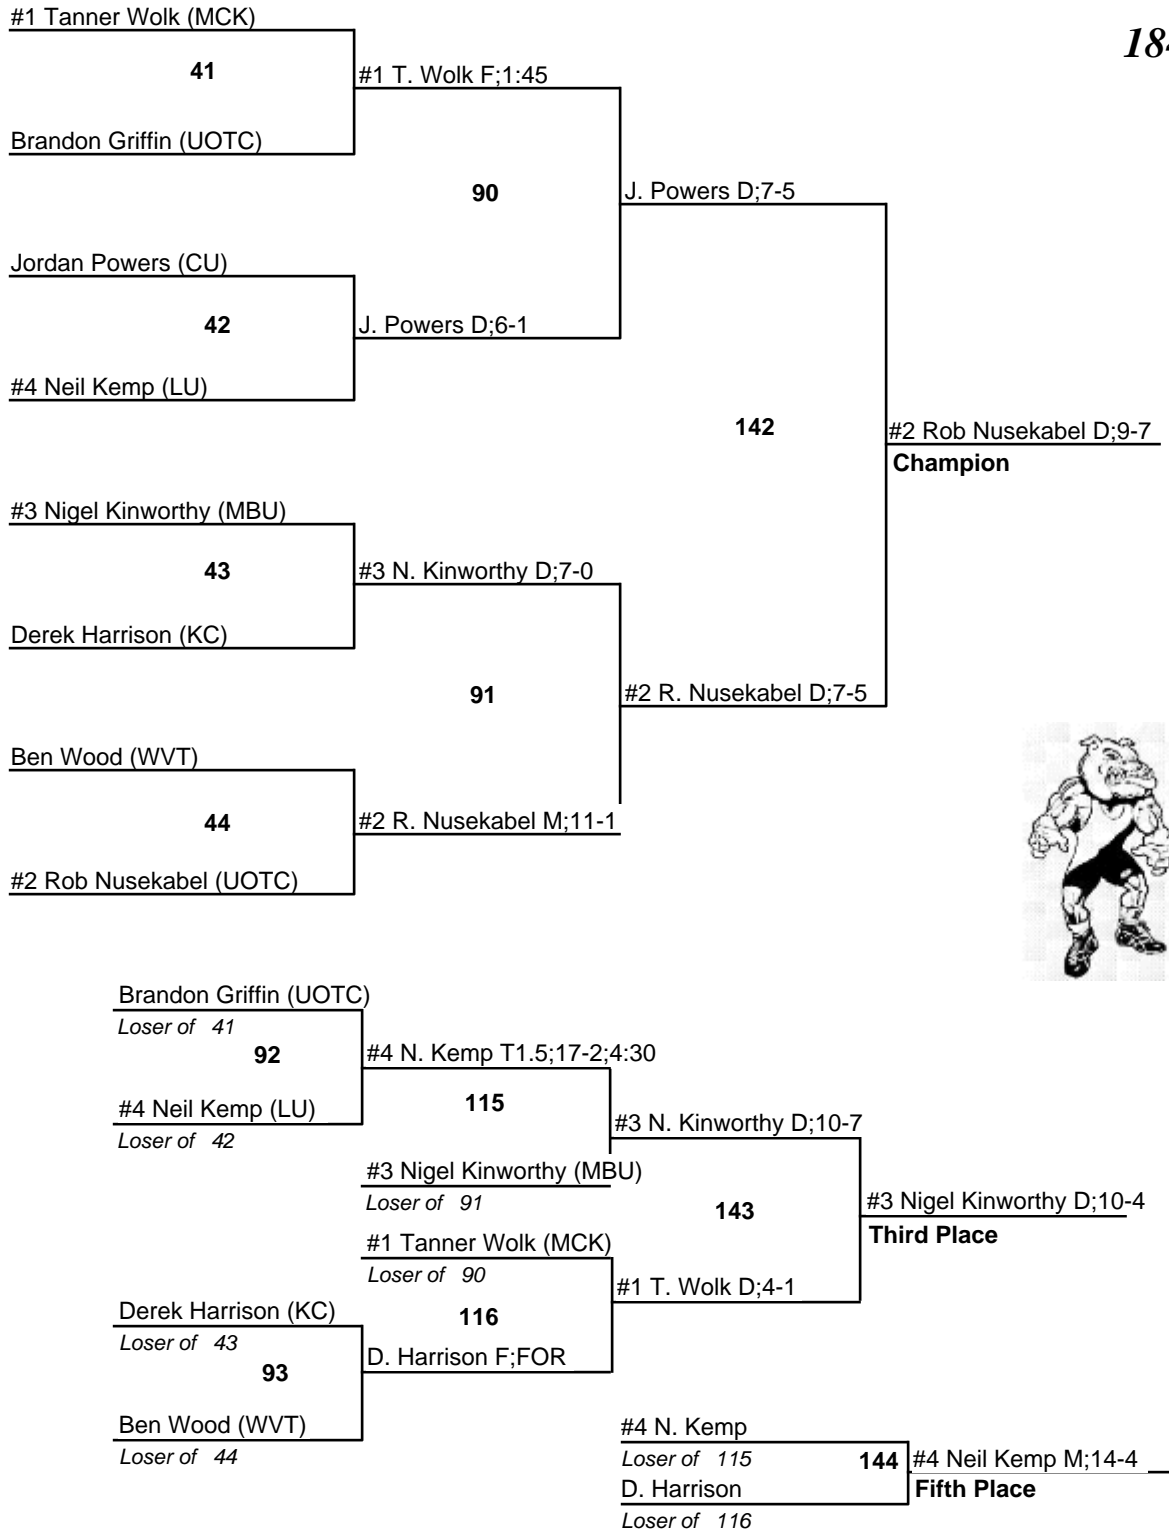 #1 Tanner Wolk (MCK)
184
41
#1 T. Wolk F;1:45
Brandon Griffin (UOTC)
90
J. Powers D;7-5
Jordan Powers (CU)
42
J. Powers D;6-1
#4 Neil Kemp (LU)
142
#2 Rob Nusekabel D;9-7
Champion
#3 Nigel Kinworthy (MBU)
43
#3 N. Kinworthy D;7-0
Derek Harrison (KC)
91
#2 R. Nusekabel D;7-5
Ben Wood (WVT)
44
#2 R. Nusekabel M;11-1
#2 Rob Nusekabel (UOTC)
Brandon Griffin (UOTC)
Loser of 41
92
#4 N. Kemp T1.5;17-2;4:30
#4 Neil Kemp (LU)
Loser of 42
115
#3 N. Kinworthy D;10-7
#3 Nigel Kinworthy (MBU)
Loser of 91
143
#3 Nigel Kinworthy D;10-4
Third Place
#1 Tanner Wolk (MCK)
Loser of 90
#1 T. Wolk D;4-1
116
Derek Harrison (KC)
Loser of 43
93
D. Harrison F;FOR
Ben Wood (WVT)
Loser of 44
#4 N. Kemp
Loser of 115
144
#4 Neil Kemp M;14-4
Fifth Place
D. Harrison
Loser of 116